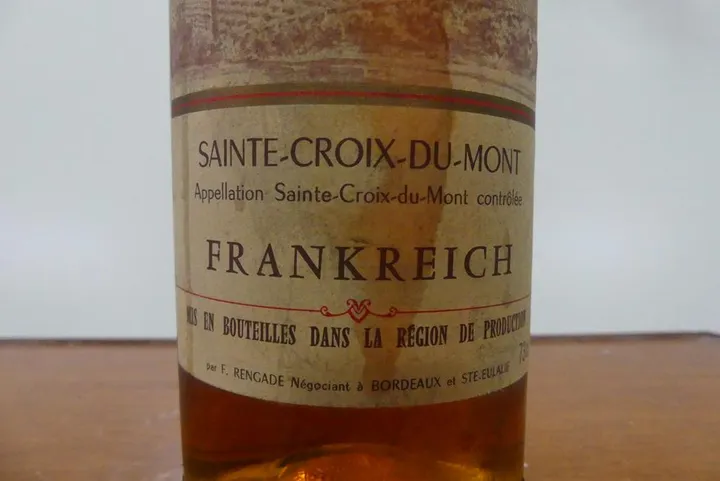 SAINTE-CROIX-DU-MONT
Appellation Sainte-Croix-du-Mont contrôlée
FRANKREICH
MIS EN BOUTEILLES DANS LA RÉGION DE PRODUCTION
par F. RENGADE Négociant à BORDEAUX et STE-EULALIE